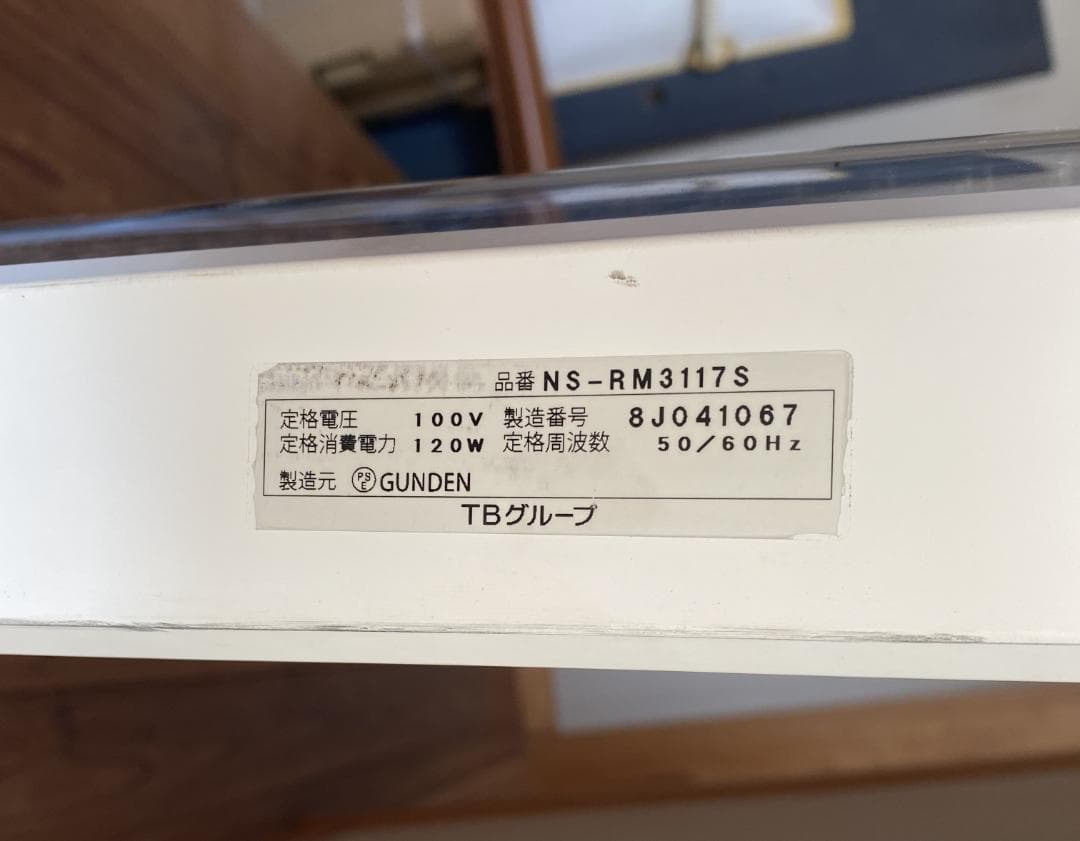 品番 NS-RM3117S
定格電圧 100V 製造番号 8J041067
定格消費電力 120W 定格周波数 50/60Hz
製造元 PSE GUNDEN
TBグループ